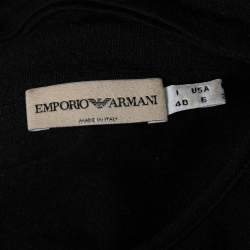 EMPORIO ARMANI
MADE IN ITALY
I USA
40 6